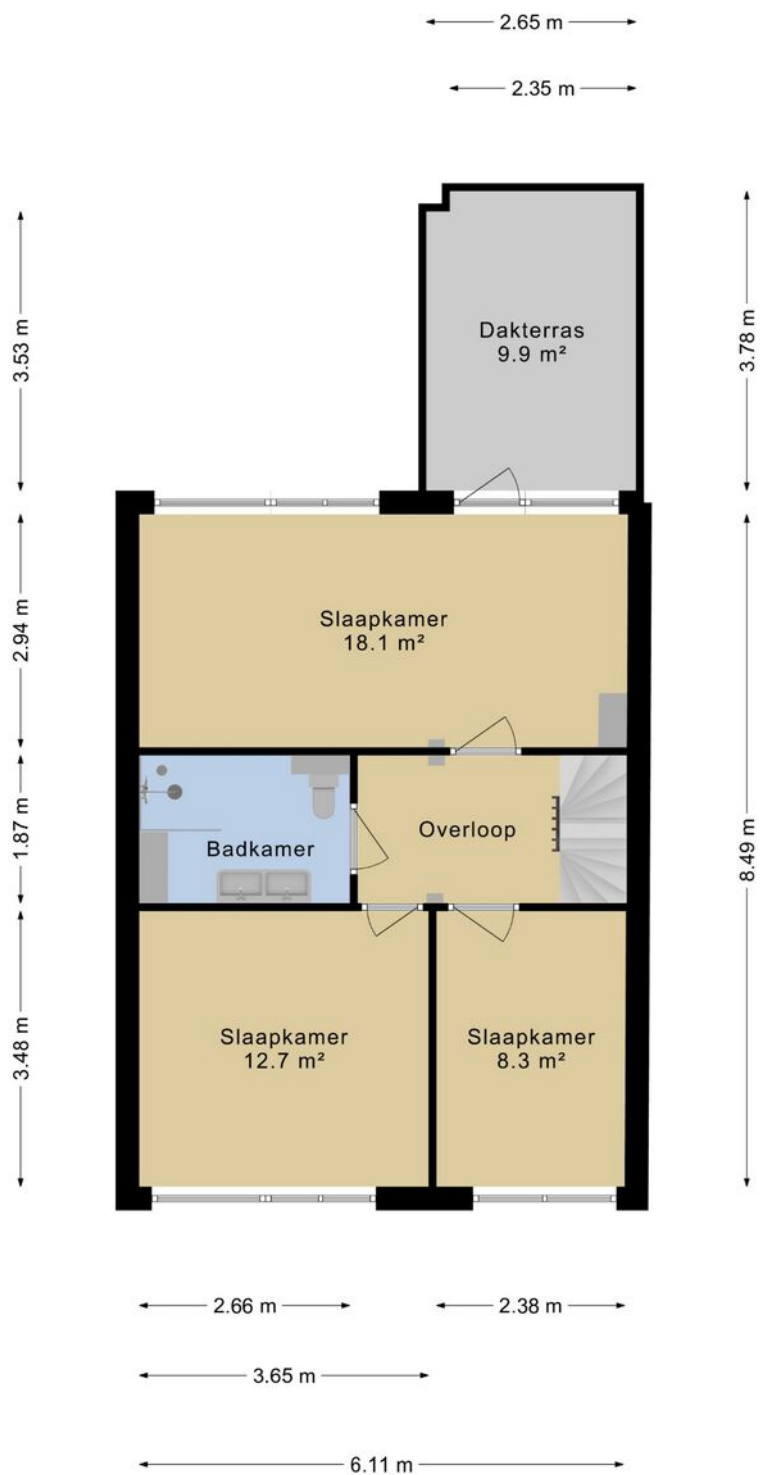 2.65 m
2.35 m
3.53 m
3.78 m
Dakterras
9.9 m²
2.94 m
Slaapkamer
18.1 m²
1.87 m
Badkamer
Overloop
8.49 m
3.48 m
Slaapkamer
12.7 m²
Slaapkamer
8.3 m²
2.66 m
2.38 m
3.65 m
6.11 m